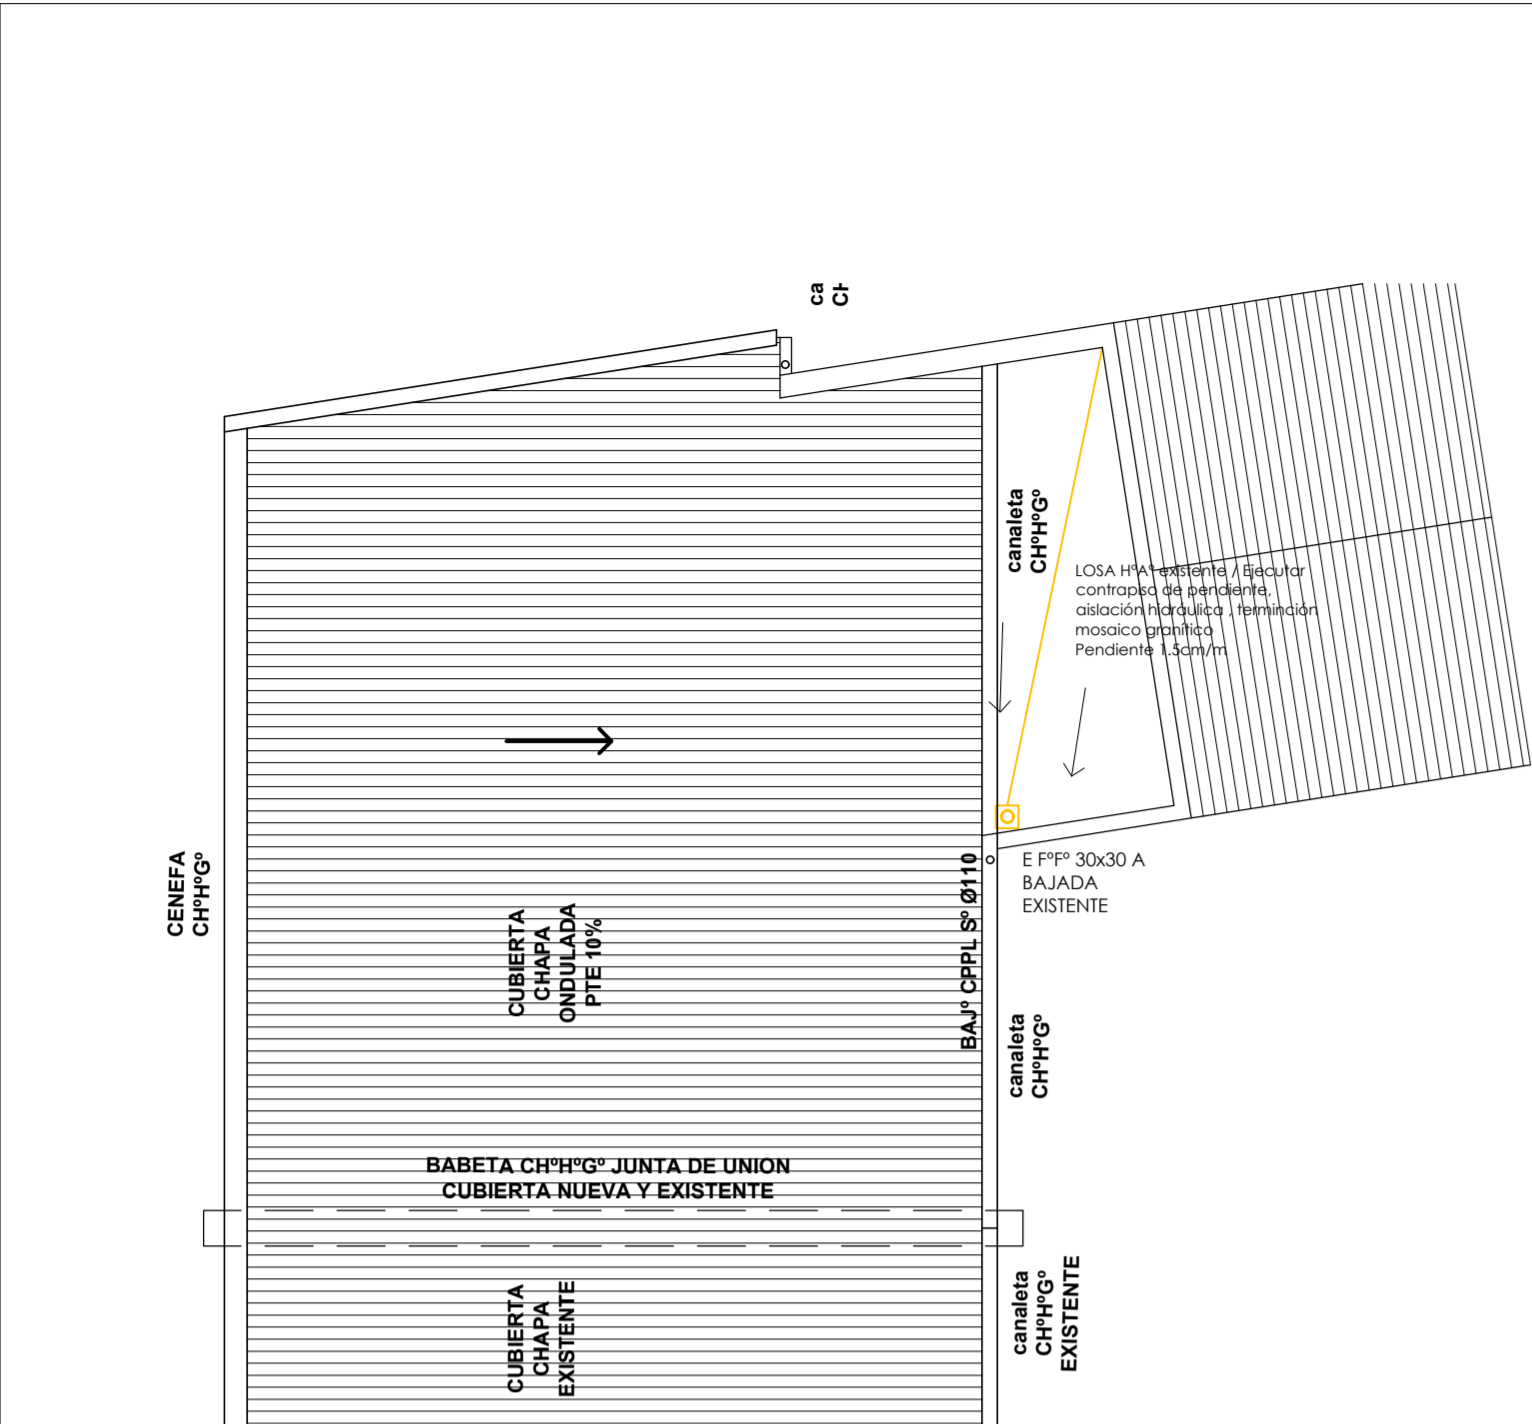 ca
CH
canaleta
CHºHºGº
LOSA HºAº existente / Ejecutar
contrapiso de pendiente,
aislación hidráulica , terminción
mosaico granítico
Pendiente 1.5cm/m
CENEFA
CHºHºGº
CUBIERTA
CHAPA
ONDULADA
PTE 10%
BAJº CPPL Sº Ø110
E FºFº 30x30 A
BAJADA
EXISTENTE
canaleta
CHºHºGº
BABETA CHºHºGº JUNTA DE UNION
CUBIERTA NUEVA Y EXISTENTE
CUBIERTA
CHAPA
EXISTENTE
canaleta
CHºHºGº
EXISTENTE